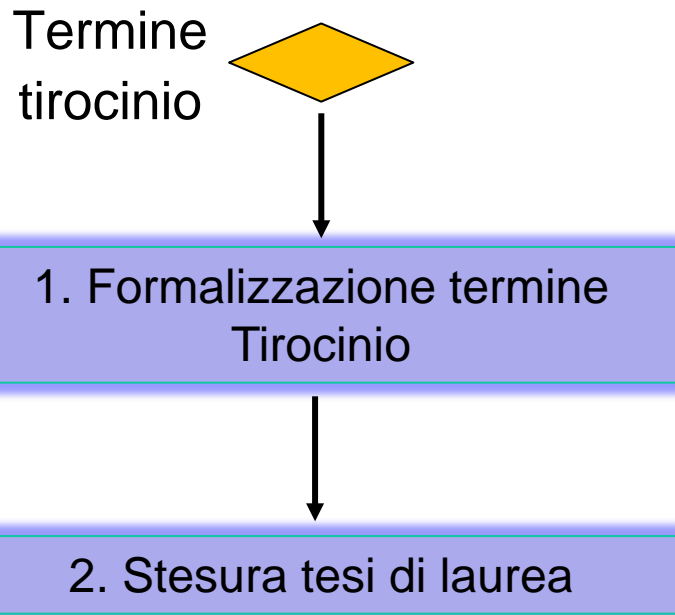 Termine
tirocinio
1. Formalizzazione termine
Tirocinio
2. Stesura tesi di laurea